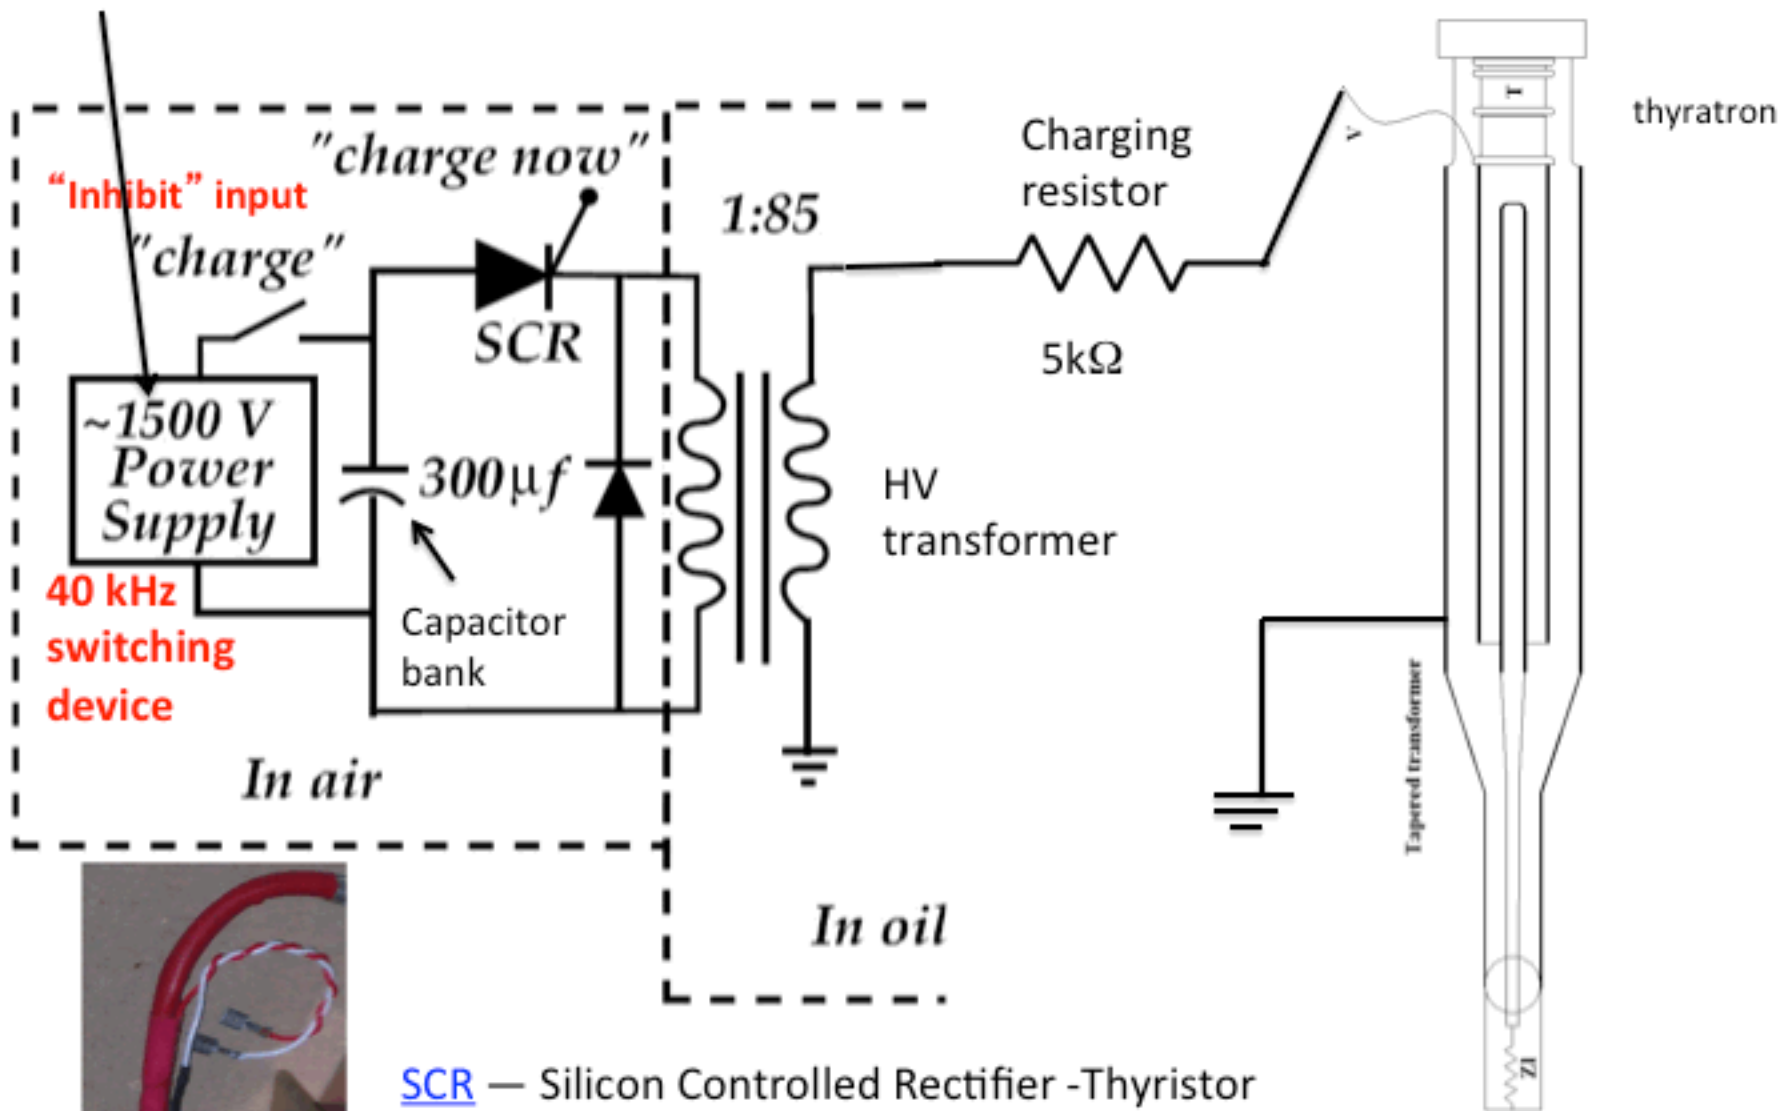 thyratron
T
V
"charge now"
Charging
resistor
“Inhibit” input
1:85
"charge"
SCR
5kΩ
~1500 V
Power
Supply
300μf
HV
transformer
40 kHz
switching
device
Capacitor
bank
Tapered transformer
In air
In oil
Zl
SCR — Silicon Controlled Rectifier -Thyristor